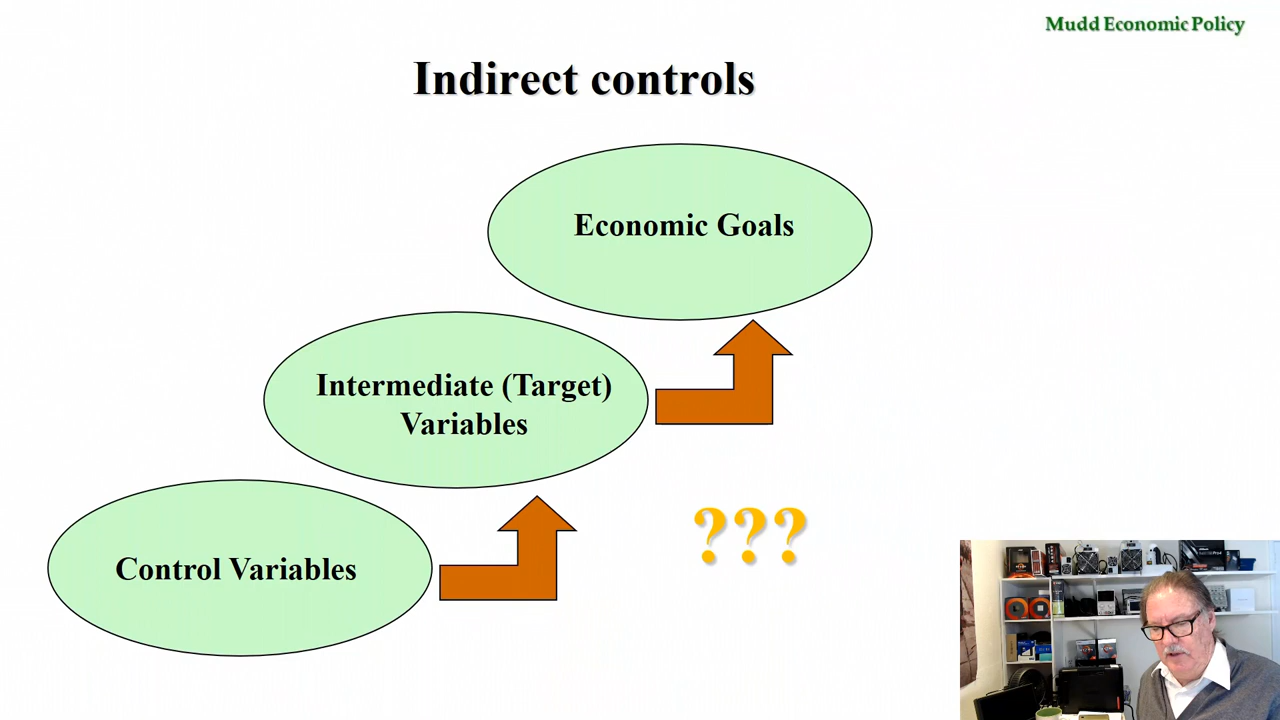 Mudd Economic Policy
Indirect controls
Economic Goals
Intermediate (Target)
Variables
???
Control Variables